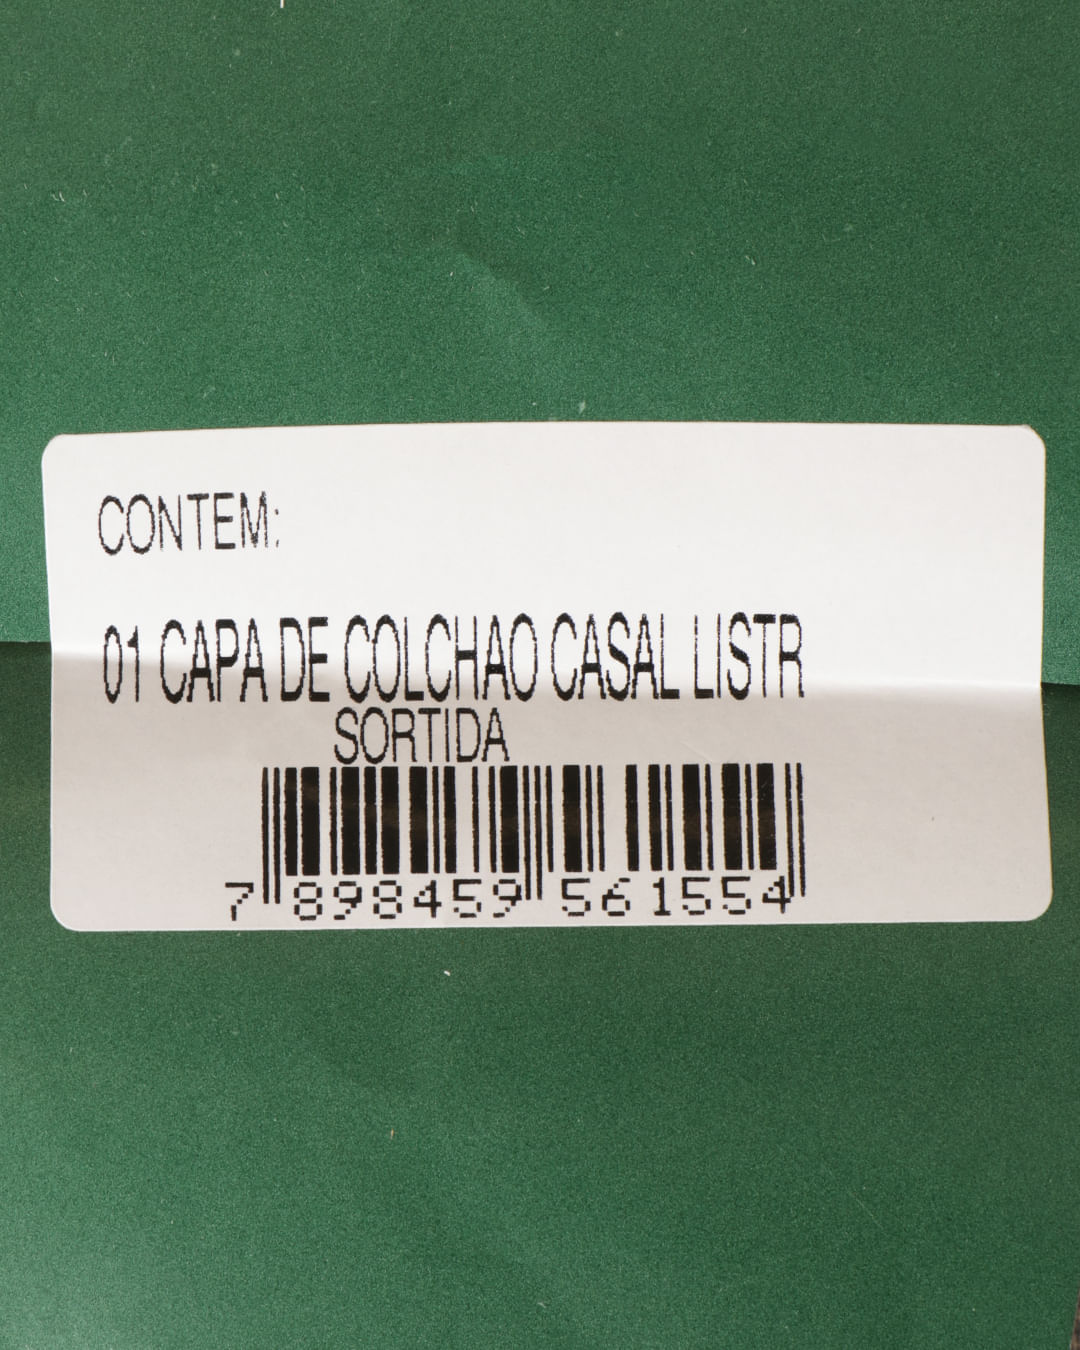 CONTEM:
01 CAPA DE COLCHAO CASAL LISTR
SORTIDA
7 898459 561554